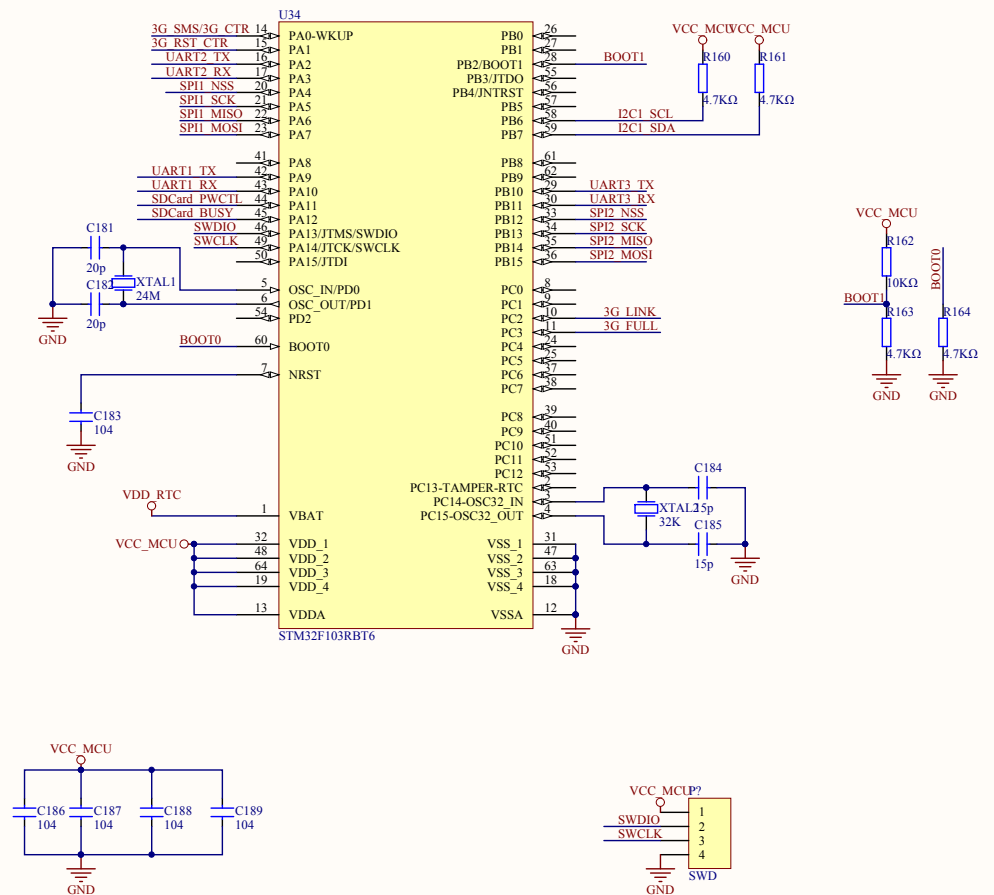 U34
3G_SMS/3G_CTR 14 PA0-WKUP
3G_RST_CTR 15 PA1
UART2_TX 16 PA2
UART2_RX 17 PA3
SPI1_NSS 20 PA4
SPI1_SCK 21 PA5
SPI1_MISO 22 PA6
SPI1_MOSI 23 PA7
41 PA8
UART1_TX 42 PA9
UART1_RX 43 PA10
SDCard_PWCTL 44 PA11
SDCard_BUSY 45 PA12
SWDIO 46 PA13/JTMS/SWDIO
SWCLK 49 PA14/JTCK/SWCLK
50 PA15/JTDI
5 OSC_IN/PD0
6 OSC_OUT/PD1
54 PD2
BOOT0 60 BOOT0
7 NRST
1 VBAT
32 VDD_1
48 VDD_2
64 VDD_3
19 VDD_4
13 VDDA
PB0 26
PB1 27
PB2/BOOT1 28 BOOT1
PB3/JTDO 55
PB4/JNTRST 56
PB5 57
PB6 58 I2C1_SCL
PB7 59 I2C1_SDA
PB8 61
PB9 62
PB10 29 UART3_TX
PB11 30 UART3_RX
PB12 33 SPI2_NSS
PB13 34 SPI2_SCK
PB14 35 SPI2_MISO
PB15 36 SPI2_MOSI
PC0 8
PC1 9
PC2 10 3G_LINK
PC3 11 3G_FULL
PC4 24
PC5 25
PC6 37
PC7 38
PC8 39
PC9 40
PC10 51
PC11 52
PC12 53
PC13-TAMPER-RTC 2
PC14-OSC32_IN 3
PC15-OSC32_OUT 4
VSS_1 31
VSS_2 47
VSS_3 63
VSS_4 18
VSSA 12
STM32F103RBT6
GND
C181
20p
C182
20p
XTAL1
24M
GND
C183
104
GND
VDD_RTC
VCC_MCU
VCC_MCU
VCC_MCU
R160
4.7KΩ
R161
4.7KΩ
VCC_MCU
R162
10KΩ
BOOT1
R163
4.7KΩ
GND
BOOT0
R164
4.7KΩ
GND
C184
15p
XTAL2
32K
C185
15p
GND
VCC_MCU
C186
104
C187
104
C188
104
C189
104
GND
VCC_MCU
P?
1
SWDIO 2
SWCLK 3
4
GND
SWD